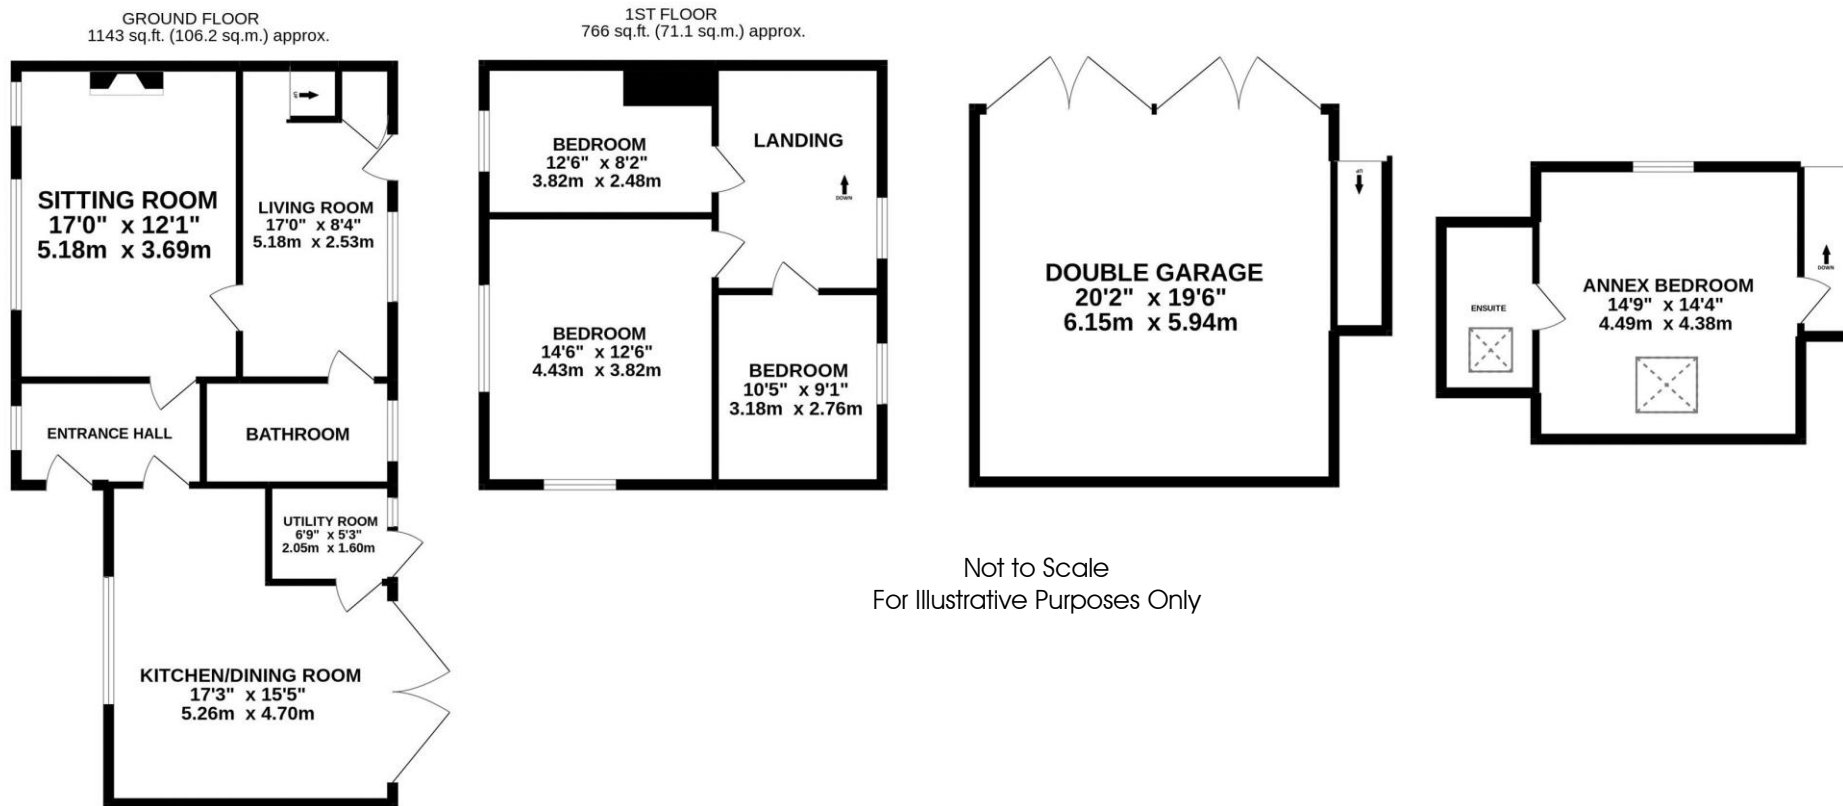 GROUND FLOOR
1143 sq.ft. (106.2 sq.m.) approx.
UP
SITTING ROOM
17'0" x 12'1"
5.18m x 3.69m
LIVING ROOM
17'0" x 8'4"
5.18m x 2.53m
ENTRANCE HALL
BATHROOM
UTILITY ROOM
6'9" x 5'3"
2.05m x 1.60m
KITCHEN/DINING ROOM
17'3" x 15'5"
5.26m x 4.70m
1ST FLOOR
766 sq.ft. (71.1 sq.m.) approx.
BEDROOM
12'6" x 8'2"
3.82m x 2.48m
LANDING
DOWN
BEDROOM
14'6" x 12'6"
4.43m x 3.82m
BEDROOM
10'5" x 9'1"
3.18m x 2.76m
DOUBLE GARAGE
20'2" x 19'6"
6.15m x 5.94m
UP
ENSUITE
ANNEX BEDROOM
14'9" x 14'4"
4.49m x 4.38m
DOWN
Not to Scale
For Illustrative Purposes Only